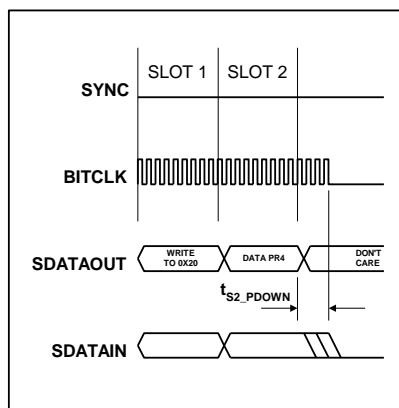 SLOT 1 SLOT 2
SYNC
BITCLK
SDATAOUT
WRITE
TO 0X20
DATA PR4
DON'T
CARE
tS2_PDOWN
SDATAIN